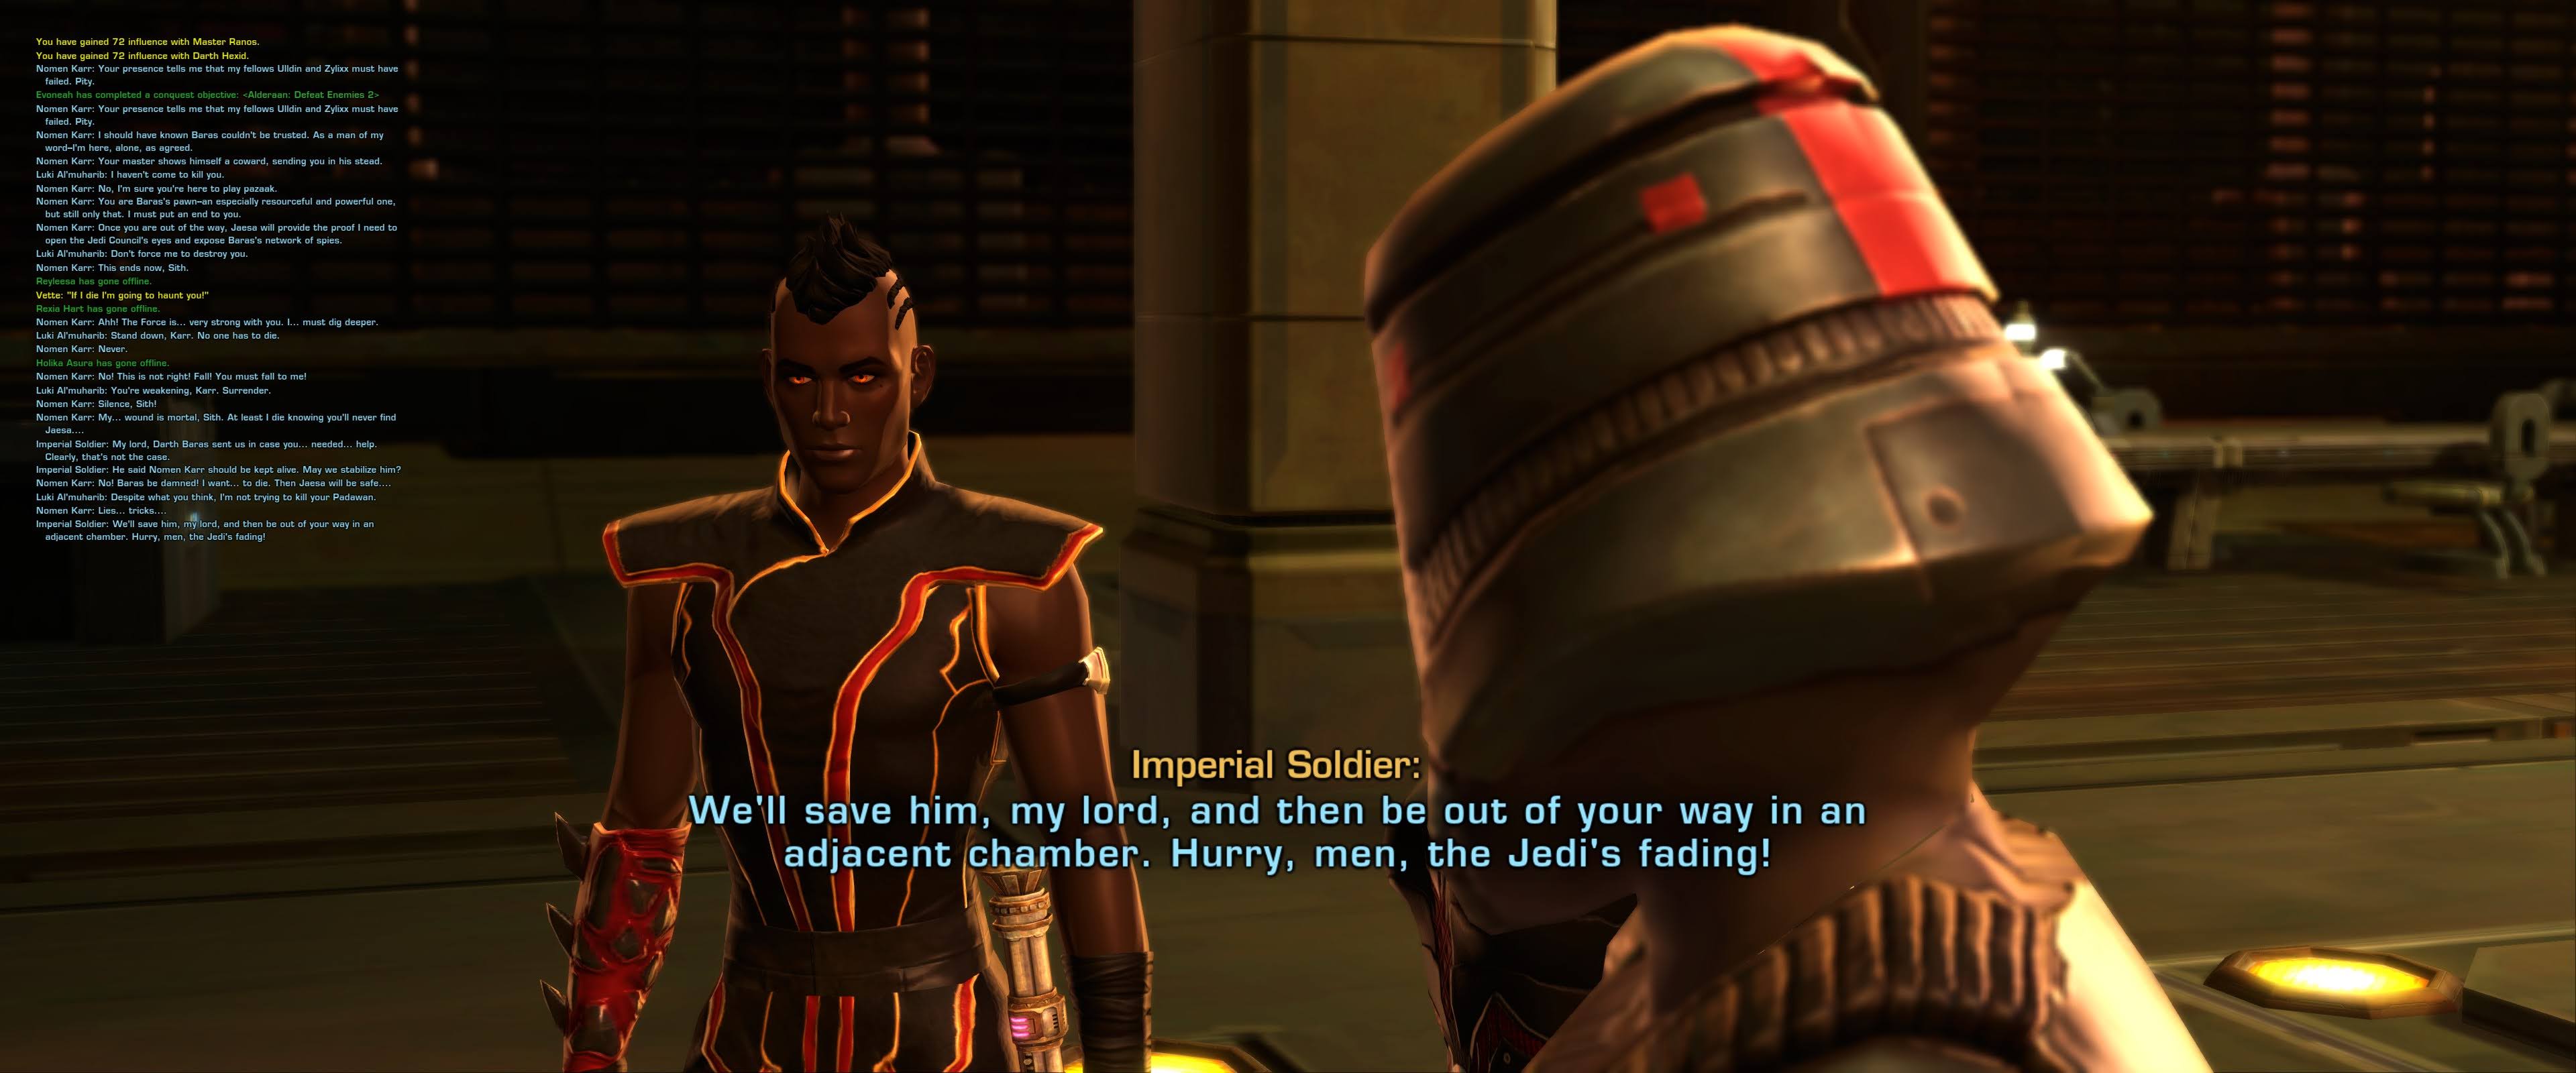 You have gained 72 influence with Master Ranos.
You have gained 72 influence with Darth Hexid.
Nomen Karr: Your presence tells me that my fellows Ulldin and Zylixx must have
failed. Pity.
Evoneah has completed a conquest objective: <Alderaan: Defeat Enemies 2>
Nomen Karr: Your presence tells me that my fellows Ulldin and Zylixx must have
failed. Pity.
Nomen Karr: I should have known Baras couldn't be trusted. As a man of my
word–I'm here, alone, as agreed.
Nomen Karr: Your master shows himself a coward, sending you in his stead.
Luki Al'muharib: I haven't come to kill you.
Nomen Karr: No, I'm sure you're here to play pazaak.
Nomen Karr: You are Baras's pawn–an especially resourceful and powerful one,
but still only that. I must put an end to you.
Nomen Karr: Once you are out of the way, Jaesa will provide the proof I need to
open the Jedi Council's eyes and expose Baras's network of spies.
Luki Al'muharib: Don't force me to destroy you.
Nomen Karr: This ends now, Sith.
Reyleesa has gone offline.
Vette: "If I die I'm going to haunt you!"
Rexia Hart has gone offline.
Nomen Karr: Ahh! The Force is... very strong with you. I... must dig deeper.
Luki Al'muharib: Stand down, Karr. No one has to die.
Nomen Karr: Never.
Holika Asura has gone offline.
Nomen Karr: No! This is not right! Fall! You must fall to me!
Luki Al'muharib: You're weakening, Karr. Surrender.
Nomen Karr: Silence, Sith!
Nomen Karr: My... wound is mortal, Sith. At least I die knowing you'll never find
Jaesa....
Imperial Soldier: My lord, Darth Baras sent us in case you... needed... help.
Clearly, that's not the case.
Imperial Soldier: He said Nomen Karr should be kept alive. May we stabilize him?
Nomen Karr: No! Baras be damned! I want... to die. Then Jaesa will be safe....
Luki Al'muharib: Despite what you think, I'm not trying to kill your Padawan.
Nomen Karr: Lies... tricks....
Imperial Soldier: We'll save him, my lord, and then be out of your way in an
adjacent chamber. Hurry, men, the Jedi's fading!
Imperial Soldier:
We'll save him, my lord, and then be out of your way in an
adjacent chamber. Hurry, men, the Jedi's fading!